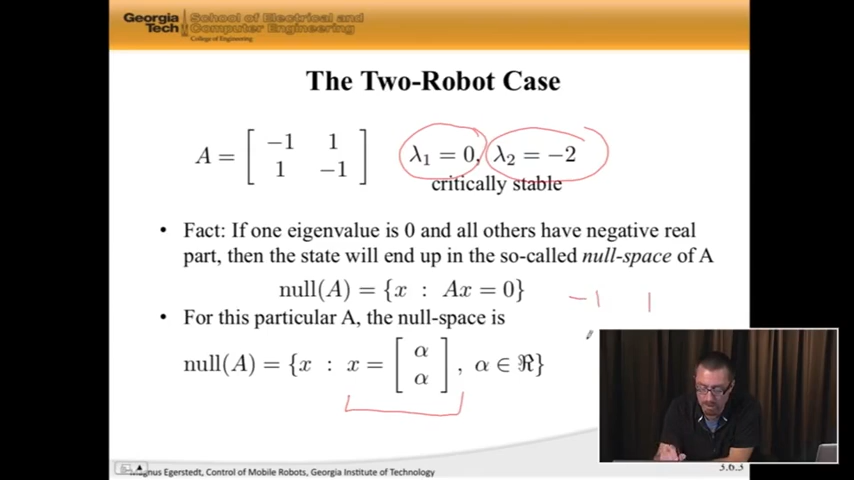 Georgia Tech
School of Electrical and Computer Engineering
College of Engineering
The Two-Robot Case
A = [ −1 1 ; 1 −1 ] λ₁ = 0, λ₂ = −2
critically stable
• Fact: If one eigenvalue is 0 and all others have negative real
part, then the state will end up in the so-called null-space of A
null(A) = {x : Ax = 0}
−1 1
• For this particular A, the null-space is
null(A) = {x : x = [ α ; α ], α ∈ ℜ}
Magnus Egerstedt, Control of Mobile Robots, Georgia Institute of Technology
3.6.3